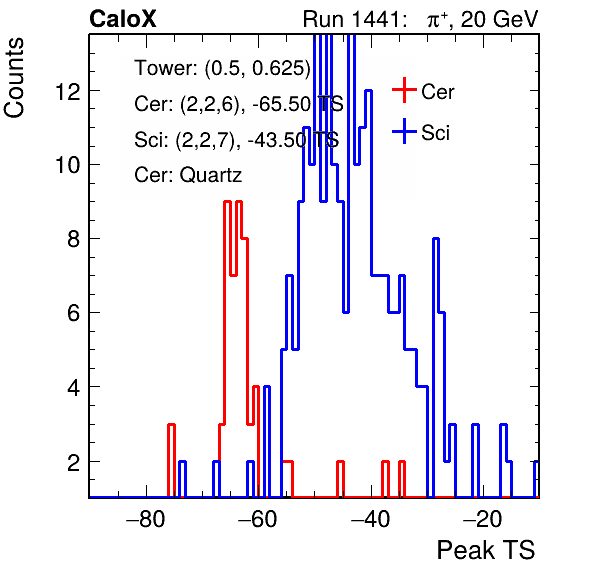 CaloX Run 1441: π⁺, 20 GeV
Counts
Tower: (0.5, 0.625)
Cer: (2,2,6), -65.50 TS
Sci: (2,2,7), -43.50 TS
Cer: Quartz
Cer
Sci
12
10
8
6
4
2
−80 −60 −40 −20
Peak TS